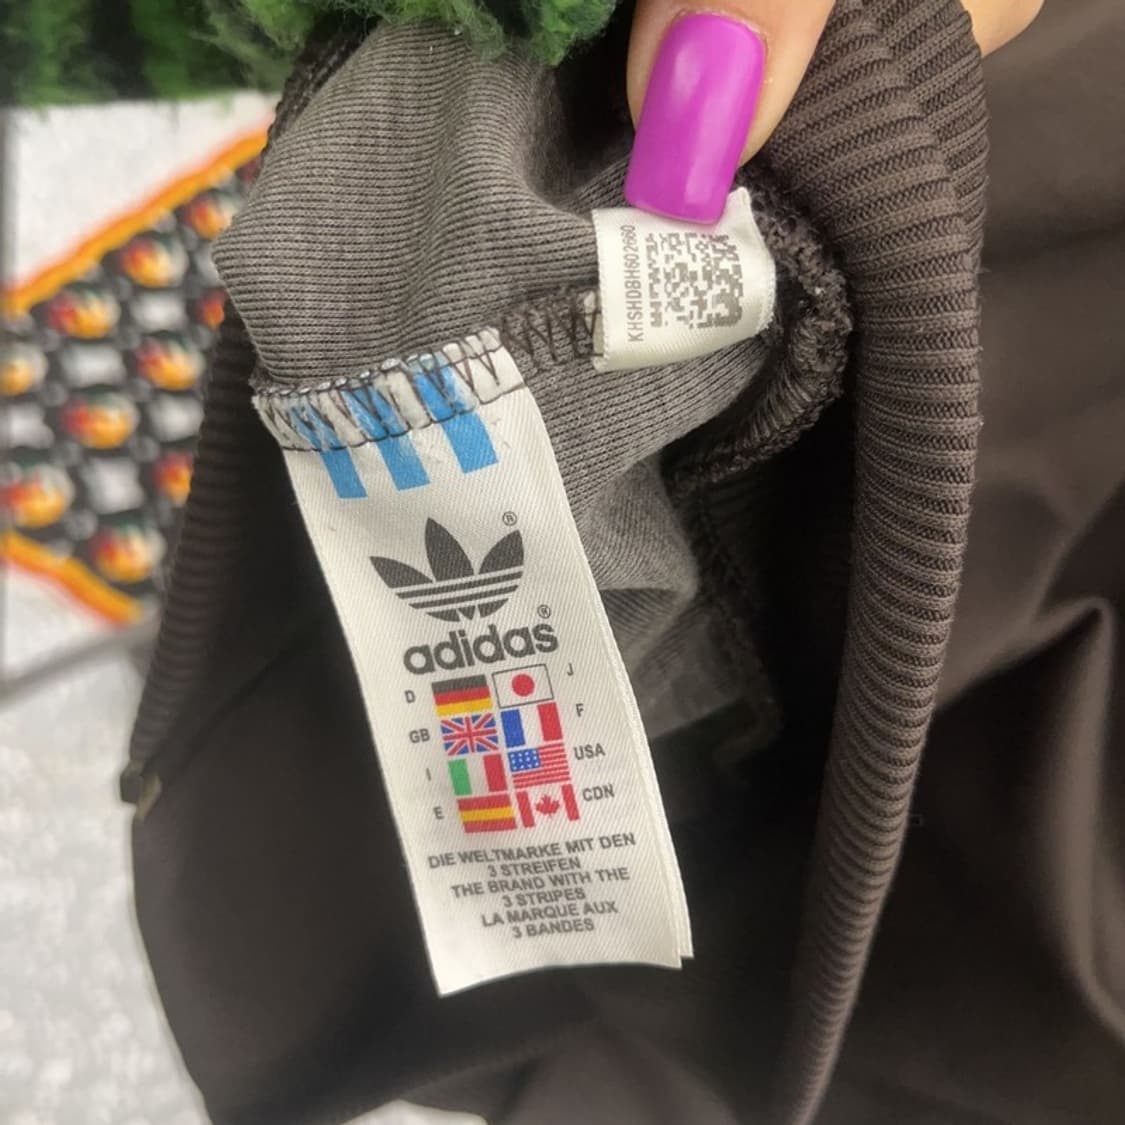 KHSHDBH602660
®
adidas®
D J
GB F
I USA
E CDN
DIE WELTMARKE MIT DEN
3 STREIFEN
THE BRAND WITH THE
3 STRIPES
LA MARQUE AUX
3 BANDES